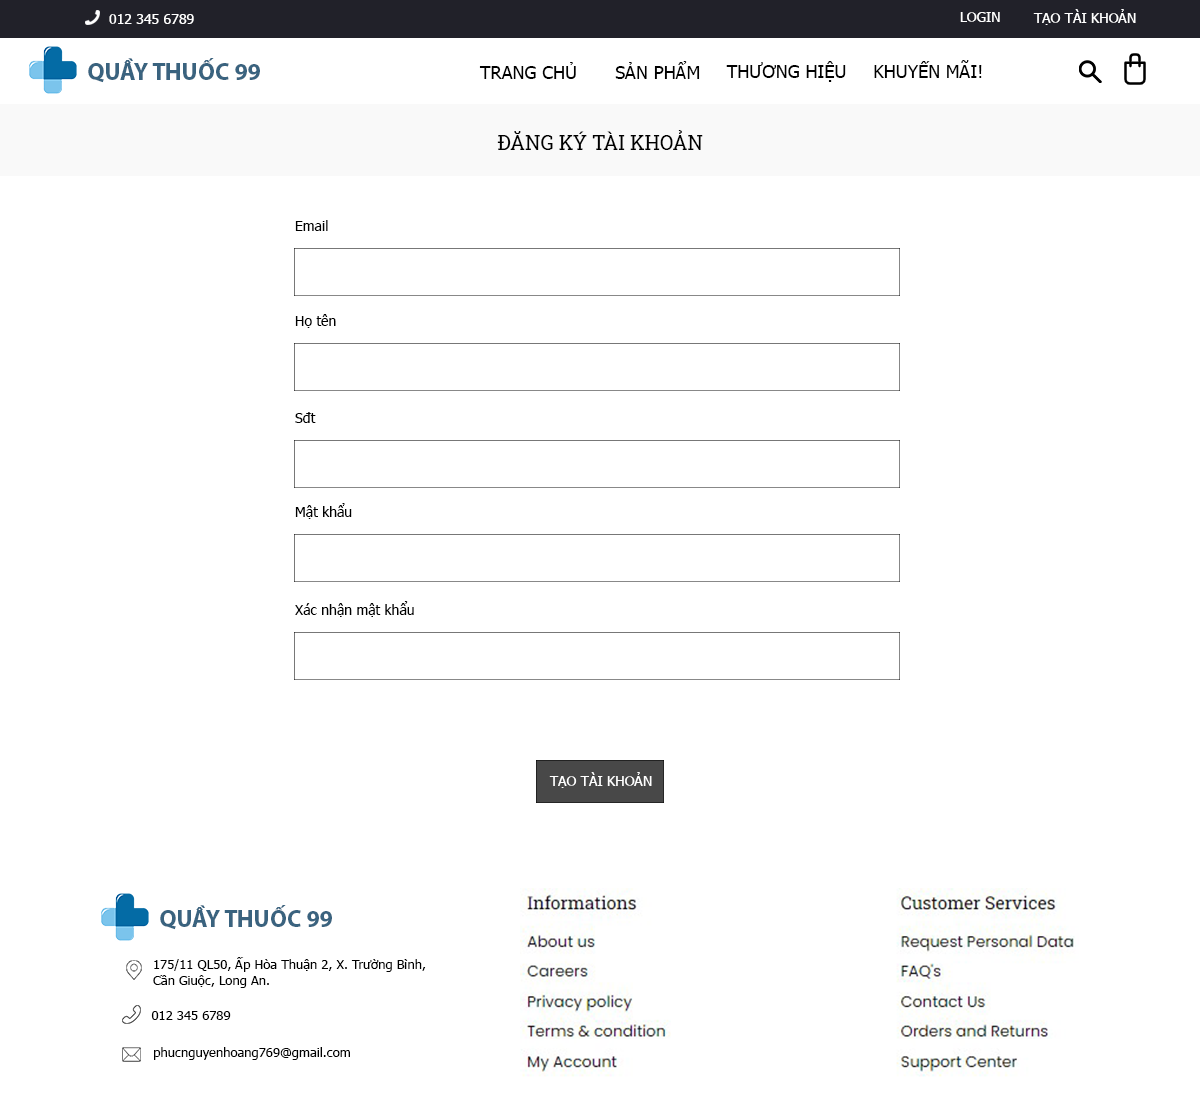 012 345 6789
LOGIN
TẠO TÀI KHOẢN
QUẦY THUỐC 99
TRANG CHỦ
SẢN PHẨM
THƯƠNG HIỆU
KHUYẾN MÃI!
ĐĂNG KÝ TÀI KHOẢN
Email
Họ tên
Sđt
Mật khẩu
Xác nhận mật khẩu
TẠO TÀI KHOẢN
QUẦY THUỐC 99
175/11 QL50, Ấp Hòa Thuận 2, X. Trường Bình,
Cần Giuộc, Long An.
012 345 6789
phucnguyenhoang769@gmail.com
Informations
About us
Careers
Privacy policy
Terms & condition
My Account
Customer Services
Request Personal Data
FAQ's
Contact Us
Orders and Returns
Support Center